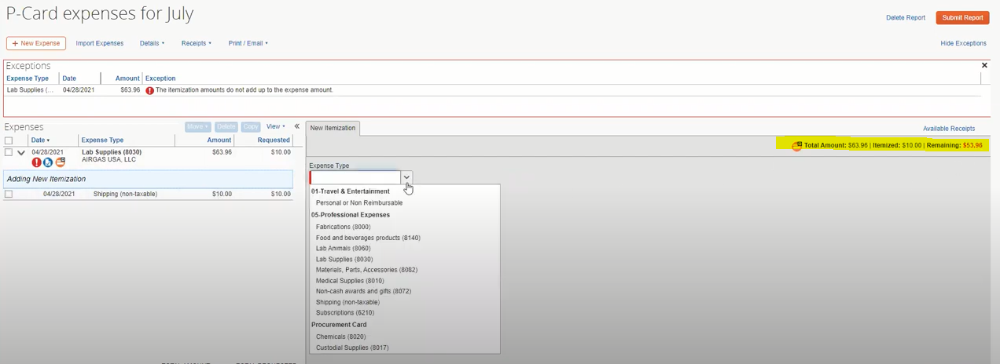 P-Card expenses for July
Delete Report Submit Report
+ New Expense Import Expenses Details Receipts Print / Email Hide Exceptions
Exceptions
Expense Type Date Amount Exception
Lab Supplies (... 04/28/2021 $63.96 The itemization amounts do not add up to the expense amount.
Expenses Move Delete Copy View New Itemization Available Receipts
Date Expense Type Amount Requested
Total Amount: $63.96 | Itemized: $10.00 | Remaining: $53.96
04/28/2021 Lab Supplies (8030) $63.96 $10.00
AIRGAS USA, LLC
Adding New Itemization
04/28/2021 Shipping (non-taxable) $10.00 $10.00
Expense Type
01-Travel & Entertainment
Personal or Non Reimbursable
05-Professional Expenses
Fabrications (8000)
Food and beverages products (8140)
Lab Animals (8060)
Lab Supplies (8030)
Materials, Parts, Accessories (8082)
Medical Supplies (8010)
Non-cash awards and gifts (8072)
Shipping (non-taxable)
Subscriptions (6210)
Procurement Card
Chemicals (8020)
Custodial Supplies (8017)